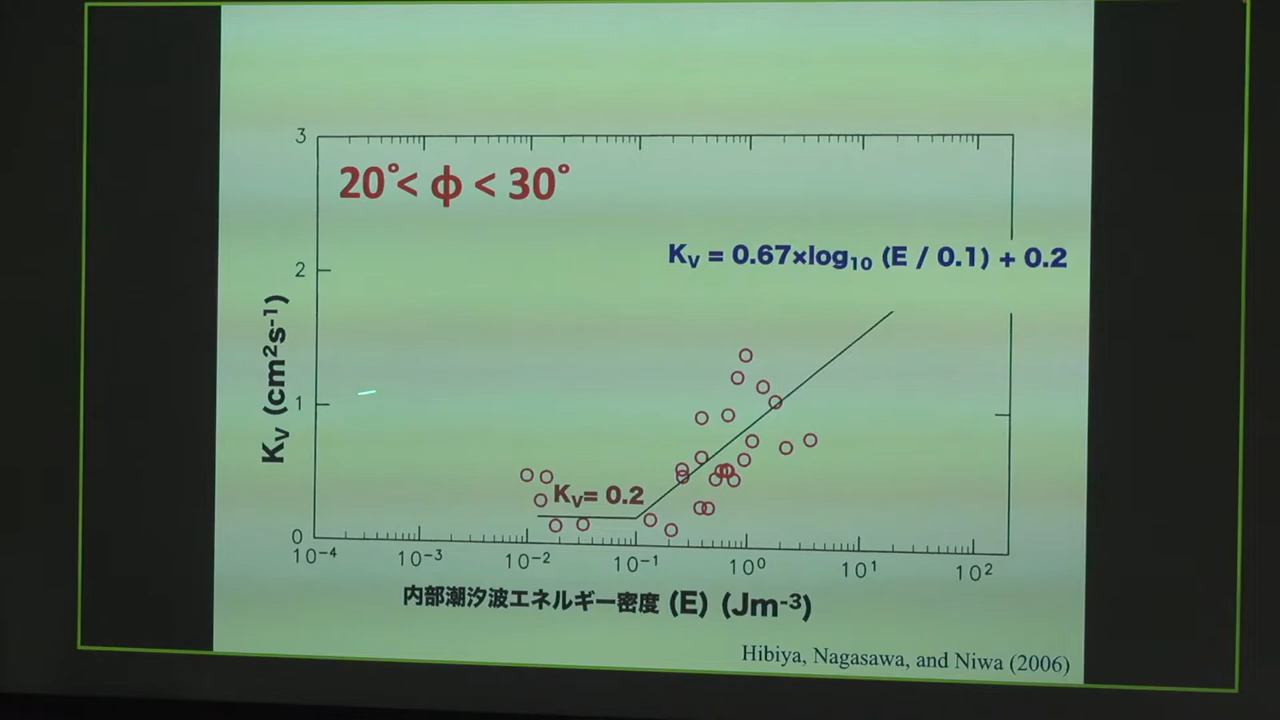 3
20°< ϕ < 30°
K_V = 0.67×log₁₀ (E / 0.1) + 0.2
2
K_V (cm²s⁻¹)
1
K_V= 0.2
0
10⁻⁴ 10⁻³ 10⁻² 10⁻¹ 10⁰ 10¹ 10²
内部潮汐波エネルギー密度 (E) (Jm⁻³)
Hibiya, Nagasawa, and Niwa (2006)